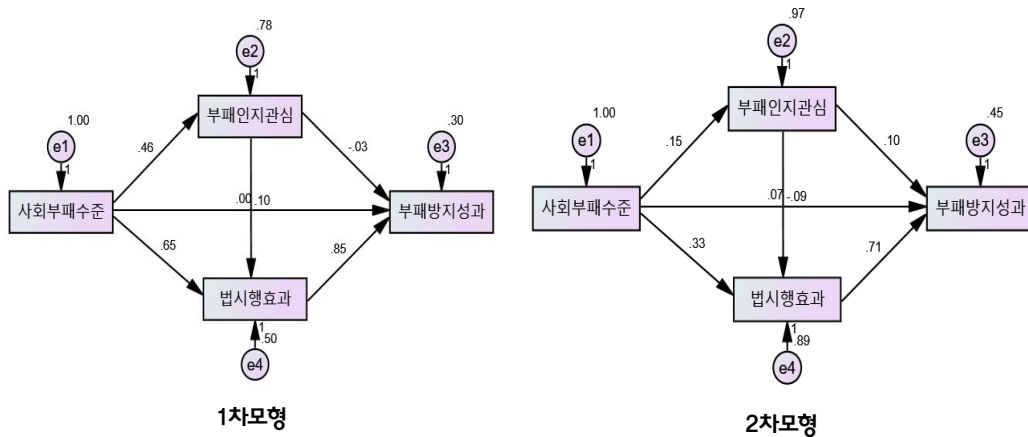 .78
e2
1
부패인지관심
1.00
e1
1
.46
-.03
.30
e3
1
사회부패수준
.00
.10
부패방지성과
.65
.85
법시행효과
1
.50
e4
1차모형
.97
e2
1
부패인지관심
1.00
e1
1
.15
.10
.45
e3
1
사회부패수준
.07
-.09
부패방지성과
.33
.71
법시행효과
1
.89
e4
2차모형